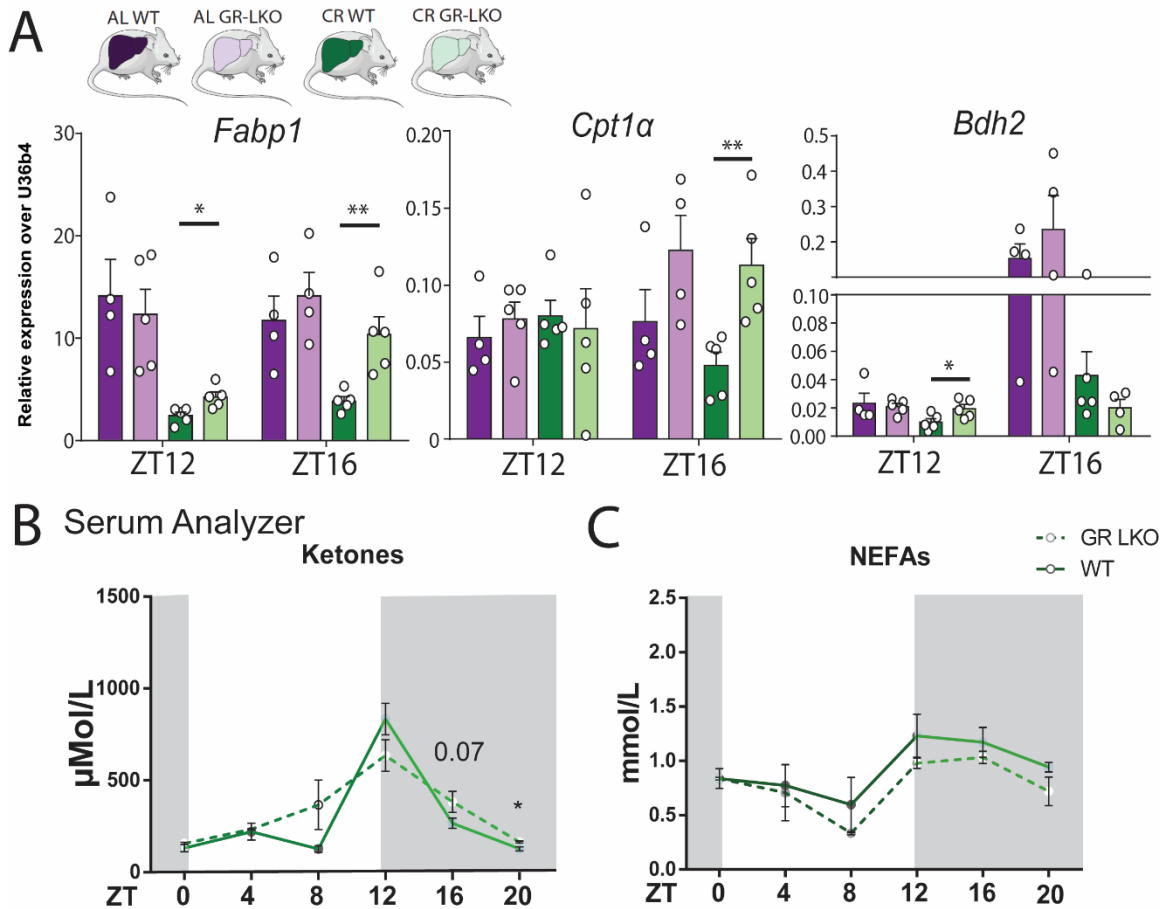 A
AL WT AL GR-LKO CR WT CR GR-LKO
Fabp1 Cpt1α Bdh2
Relative expression over U36b4
30
20
10
0
* **
ZT12 ZT16
0.20
0.15
0.10
0.05
0
**
ZT12 ZT16
0.5
0.4
0.3
0.2
0.10
0.08
0.06
0.04
0.02
0.00
*
ZT12 ZT16
B Serum Analyzer
Ketones
1500
1000
500
0
µMol/L
0.07
*
ZT 0 4 8 12 16 20
C
GR LKO
WT
NEFAs
2.5
2.0
1.5
1.0
0.5
0.0
mmol/L
ZT 0 4 8 12 16 20